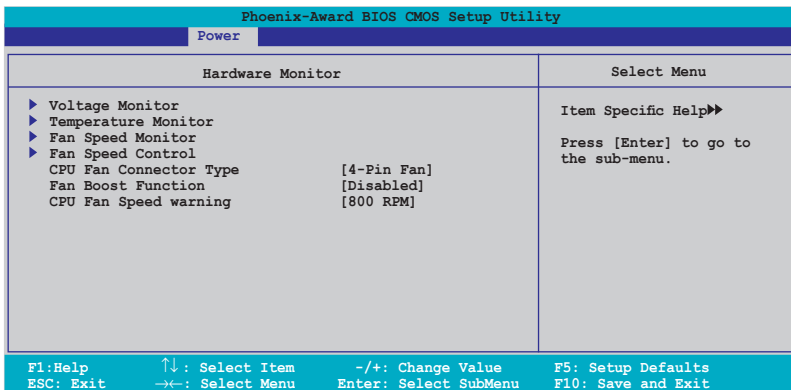 Phoenix-Award BIOS CMOS Setup Utility
Power
Hardware Monitor
Select Menu
Voltage Monitor
Temperature Monitor
Fan Speed Monitor
Fan Speed Control
CPU Fan Connector Type [4-Pin Fan]
Fan Boost Function [Disabled]
CPU Fan Speed warning [800 RPM]
Item Specific Help
Press [Enter] to go to
the sub-menu.
F1:Help ↑↓: Select Item -/+: Change Value F5: Setup Defaults
ESC: Exit →←: Select Menu Enter: Select SubMenu F10: Save and Exit